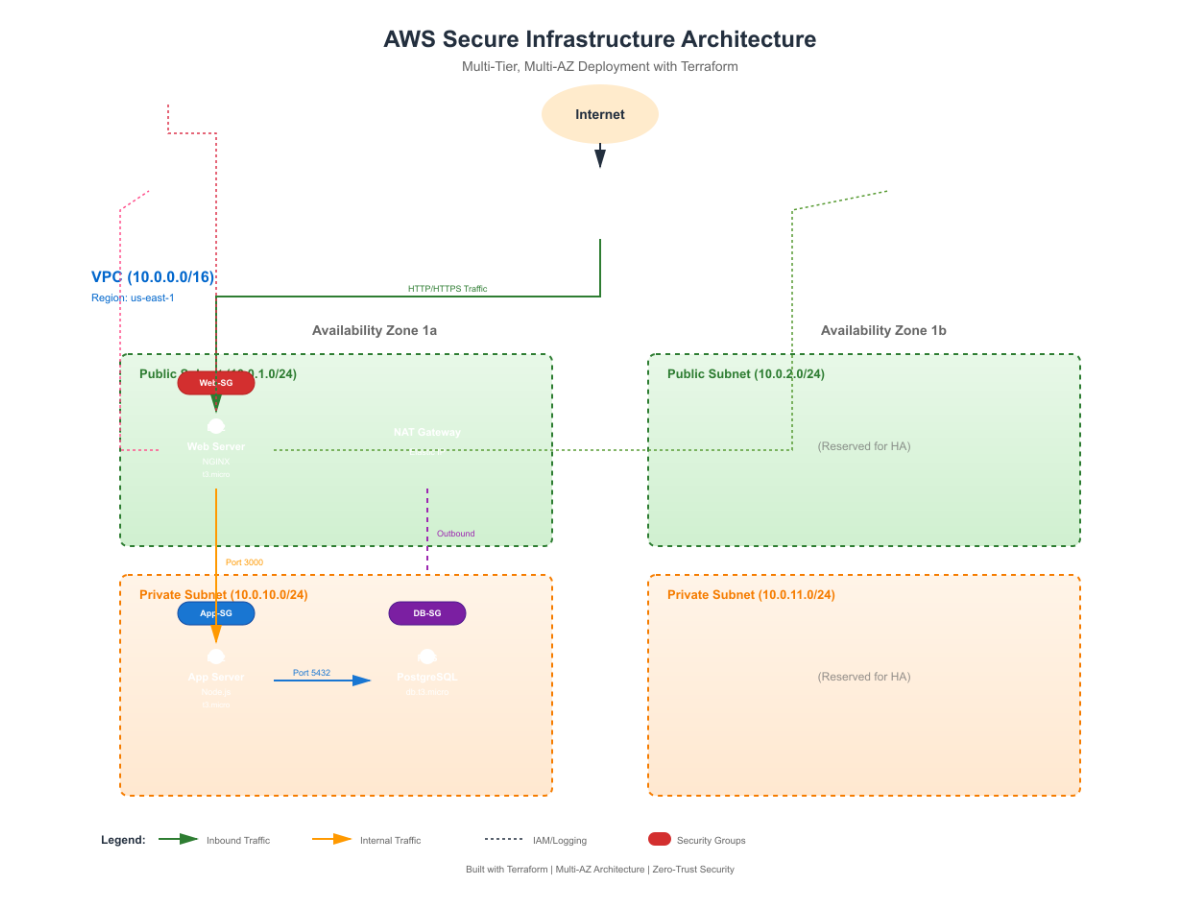 AWS Secure Infrastructure Architecture
Multi-Tier, Multi-AZ Deployment with Terraform
Internet
VPC (10.0.0.0/16)
Region: us-east-1
HTTP/HTTPS Traffic
Availability Zone 1a
Availability Zone 1b
Public Subnet (10.0.1.0/24)
Web-SG
Public Subnet (10.0.2.0/24)
Web Server
NGINX
t3.micro
NAT Gateway
(Reserved for HA)
Outbound
Port 3000
Private Subnet (10.0.10.0/24)
Private Subnet (10.0.11.0/24)
App-SG
DB-SG
App Server
Node.js
Port 5432
PostgreSQL
db.t3.micro
(Reserved for HA)
Legend:
Inbound Traffic
Internal Traffic
IAM/Logging
Security Groups
Built with Terraform | Multi-AZ Architecture | Zero-Trust Security